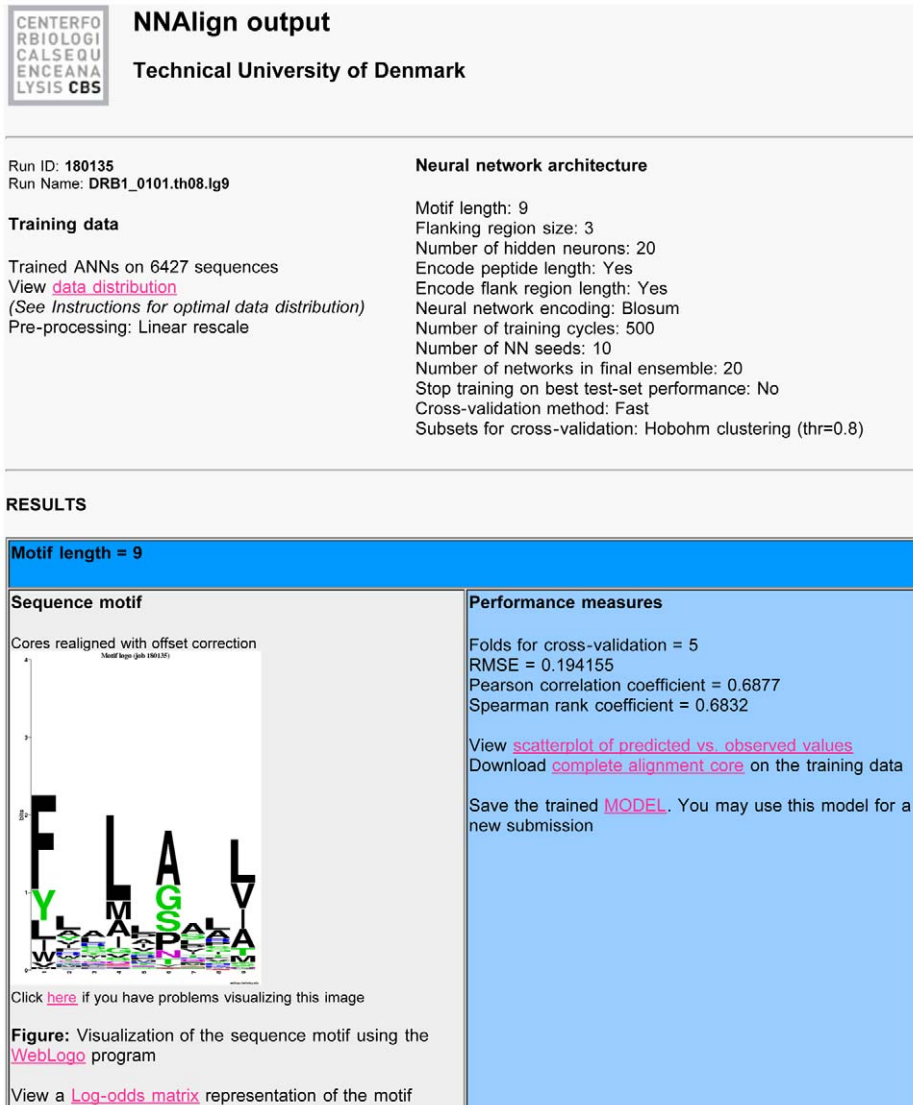 CENTERFO
RBIOLOGI
CALSEQU
ENCEANA
LYSIS CBS
NNAlign output
Technical University of Denmark
Run ID: 180135
Run Name: DRB1_0101.th08.lg9
Training data
Trained ANNs on 6427 sequences
View data distribution
(See Instructions for optimal data distribution)
Pre-processing: Linear rescale
Neural network architecture
Motif length: 9
Flanking region size: 3
Number of hidden neurons: 20
Encode peptide length: Yes
Encode flank region length: Yes
Neural network encoding: Blosum
Number of training cycles: 500
Number of NN seeds: 10
Number of networks in final ensemble: 20
Stop training on best test-set performance: No
Cross-validation method: Fast
Subsets for cross-validation: Hobohm clustering (thr=0.8)
RESULTS
Motif length = 9
Sequence motif
Cores realigned with offset correction
Motif logo (job 180135)
Click here if you have problems visualizing this image
Figure: Visualization of the sequence motif using the
WebLogo program
View a Log-odds matrix representation of the motif
Performance measures
Folds for cross-validation = 5
RMSE = 0.194155
Pearson correlation coefficient = 0.6877
Spearman rank coefficient = 0.6832
View scatterplot of predicted vs. observed values
Download complete alignment core on the training data
Save the trained MODEL. You may use this model for a
new submission